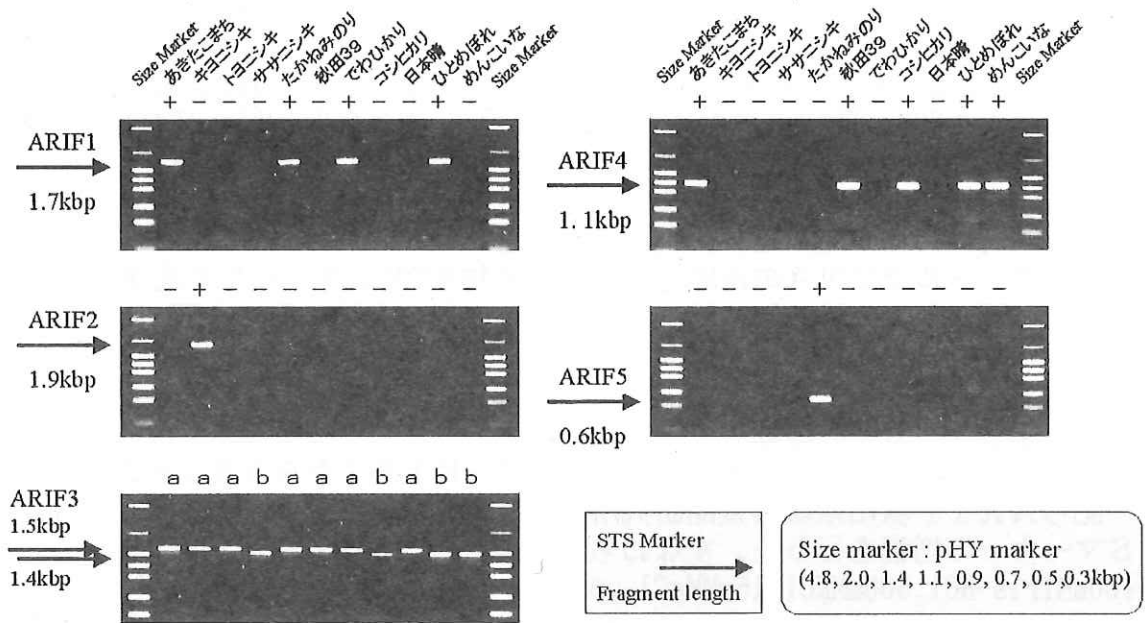 Size Marker
あきたこまち
キヨニシキ
トヨニシキ
ササニシキ
たかねみのり
秋田39
でわひかり
コシヒカリ
日本晴
ひとめぼれ
めんこいな
Size Marker
+ − − − + − + − − + −
ARIF1
1.7kbp
− + − − − − − − − − −
ARIF2
1.9kbp
a a a b a a a b a b b
ARIF3
1.5kbp
1.4kbp
Size Marker
あきたこまち
キヨニシキ
トヨニシキ
ササニシキ
たかねみのり
秋田39
でわひかり
コシヒカリ
日本晴
ひとめぼれ
めんこいな
Size Marker
+ − − − − + − + − + +
ARIF4
1.1kbp
− − − − + − − − − − −
ARIF5
0.6kbp
STS Marker
Fragment length
Size marker : pHY marker
(4.8, 2.0, 1.4, 1.1, 0.9, 0.7, 0.5,0.3kbp)